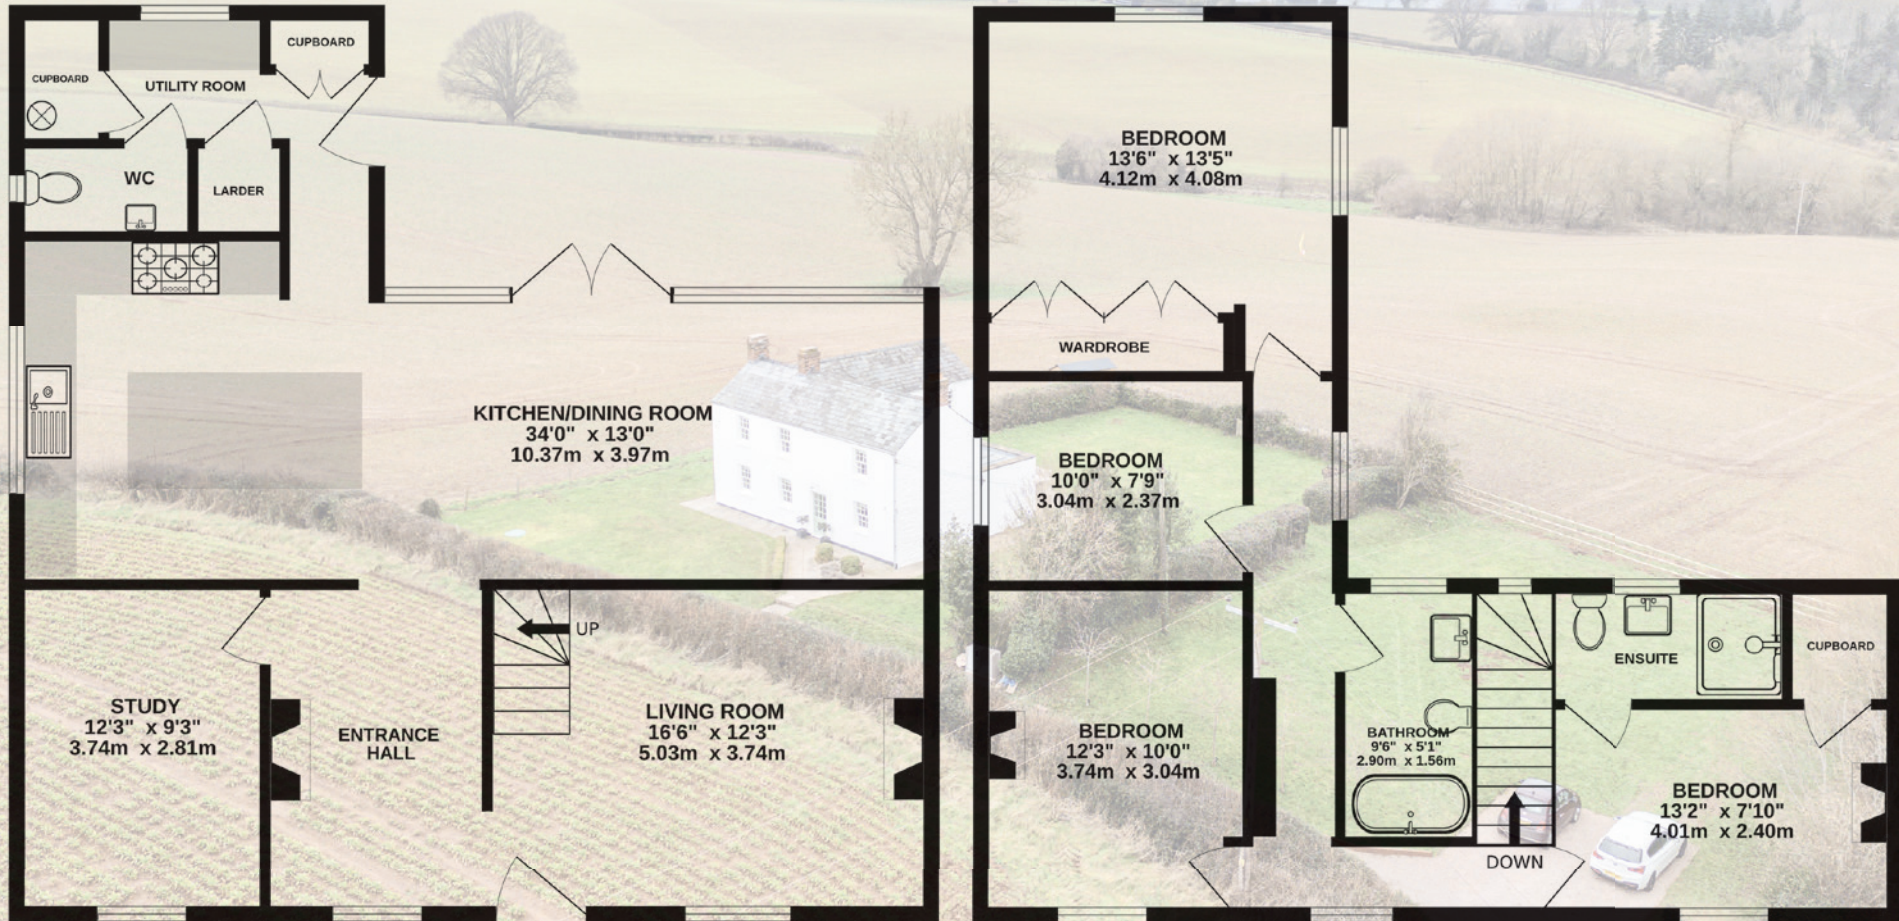 CUPBOARD
CUPBOARD
UTILITY ROOM
WC
LARDER
KITCHEN/DINING ROOM
34'0" x 13'0"
10.37m x 3.97m
UP
STUDY
12'3" x 9'3"
3.74m x 2.81m
ENTRANCE
HALL
LIVING ROOM
16'6" x 12'3"
5.03m x 3.74m
BEDROOM
13'6" x 13'5"
4.12m x 4.08m
WARDROBE
BEDROOM
10'0" x 7'9"
3.04m x 2.37m
BEDROOM
12'3" x 10'0"
3.74m x 3.04m
BATHROOM
9'6" x 5'1"
2.90m x 1.56m
ENSUITE
CUPBOARD
BEDROOM
13'2" x 7'10"
4.01m x 2.40m
DOWN